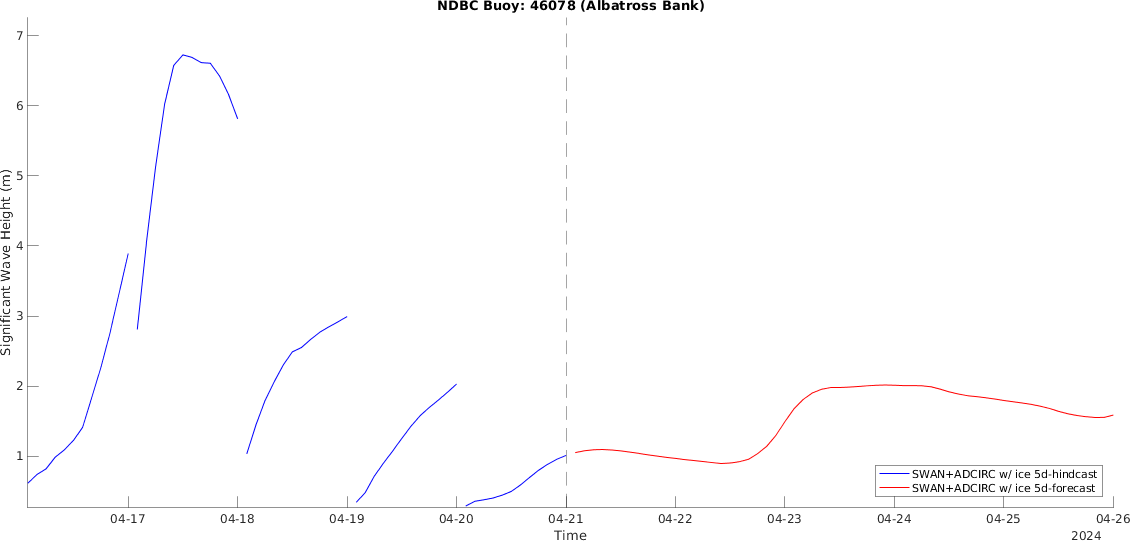 NDBC Buoy: 46078 (Albatross Bank)
7
6
5
4
3
2
1
Significant Wave Height (m)
SWAN+ADCIRC w/ ice 5d-hindcast
SWAN+ADCIRC w/ ice 5d-forecast
04-17 04-18 04-19 04-20 04-21 04-22 04-23 04-24 04-25 04-26
Time
2024